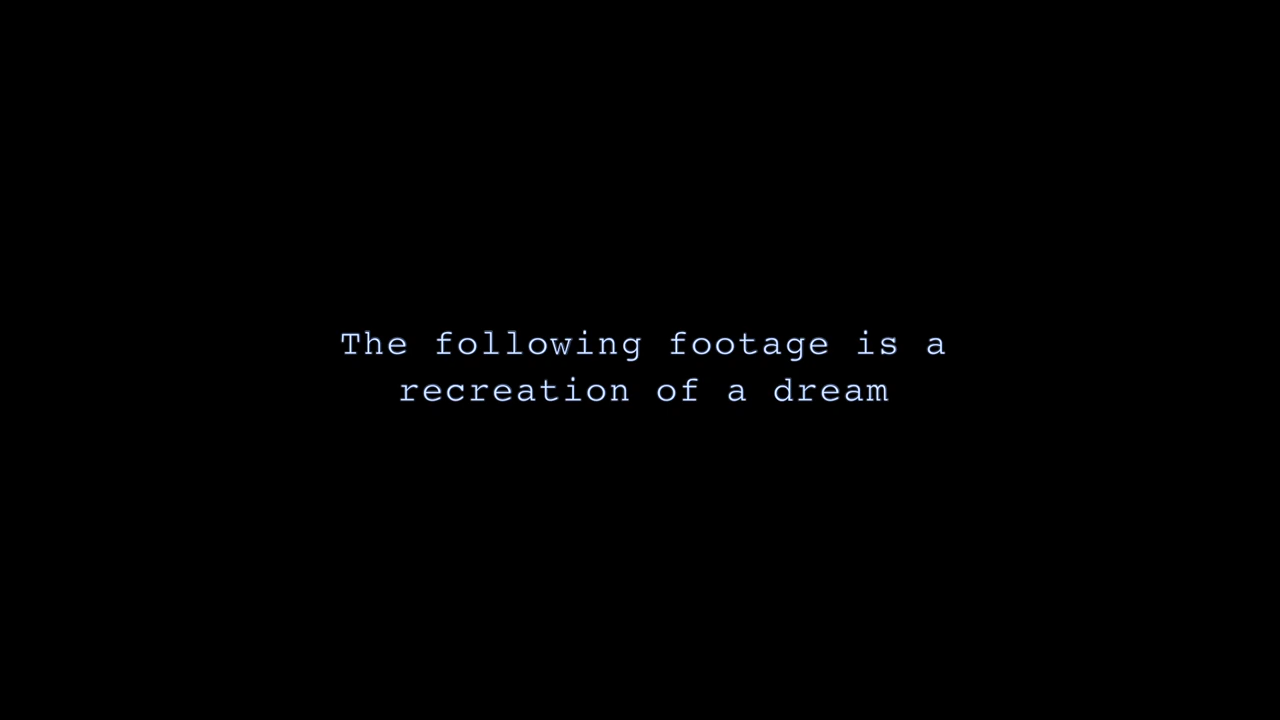 The following footage is a
recreation of a dream